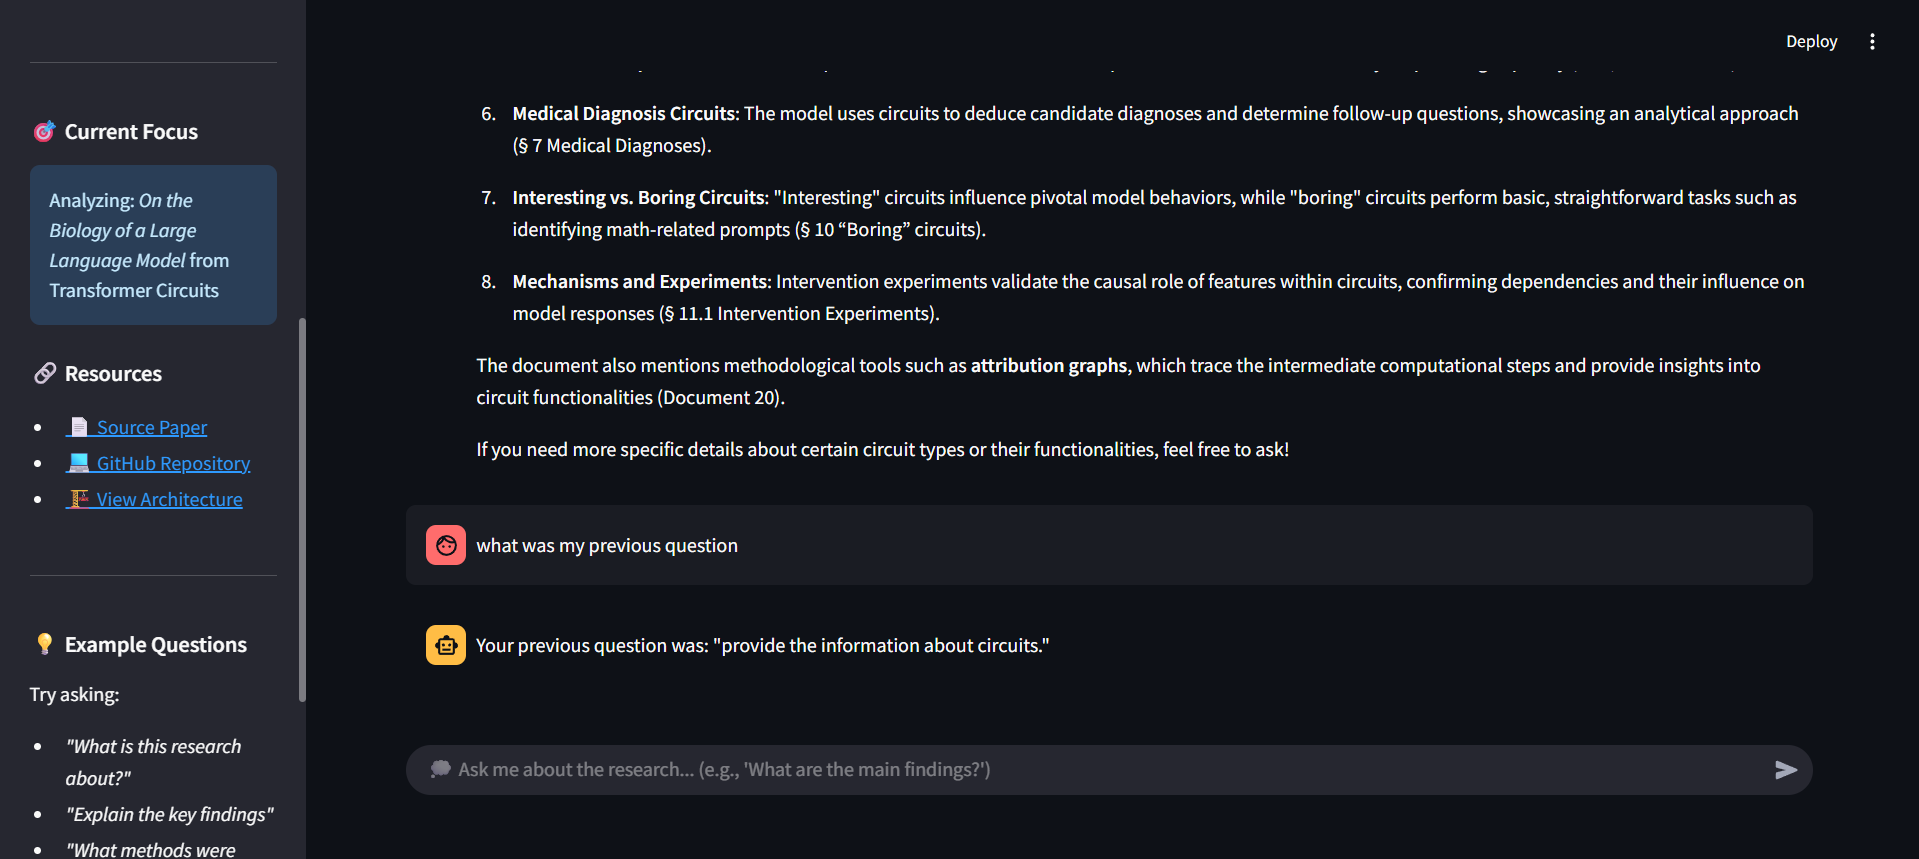 Deploy
🎯 Current Focus
Analyzing: On the
Biology of a Large
Language Model from
Transformer Circuits
🔗 Resources
• 📄 Source Paper
• 💻 GitHub Repository
• 🏗️ View Architecture
💡 Example Questions
Try asking:
• "What is this research
about?"
• "Explain the key findings"
• "What methods were
6. Medical Diagnosis Circuits: The model uses circuits to deduce candidate diagnoses and determine follow-up questions, showcasing an analytical approach
(§ 7 Medical Diagnoses).
7. Interesting vs. Boring Circuits: "Interesting" circuits influence pivotal model behaviors, while "boring" circuits perform basic, straightforward tasks such as
identifying math-related prompts (§ 10 “Boring” circuits).
8. Mechanisms and Experiments: Intervention experiments validate the causal role of features within circuits, confirming dependencies and their influence on
model responses (§ 11.1 Intervention Experiments).
The document also mentions methodological tools such as attribution graphs, which trace the intermediate computational steps and provide insights into
circuit functionalities (Document 20).
If you need more specific details about certain circuit types or their functionalities, feel free to ask!
what was my previous question
Your previous question was: "provide the information about circuits."
💭 Ask me about the research... (e.g., 'What are the main findings?')